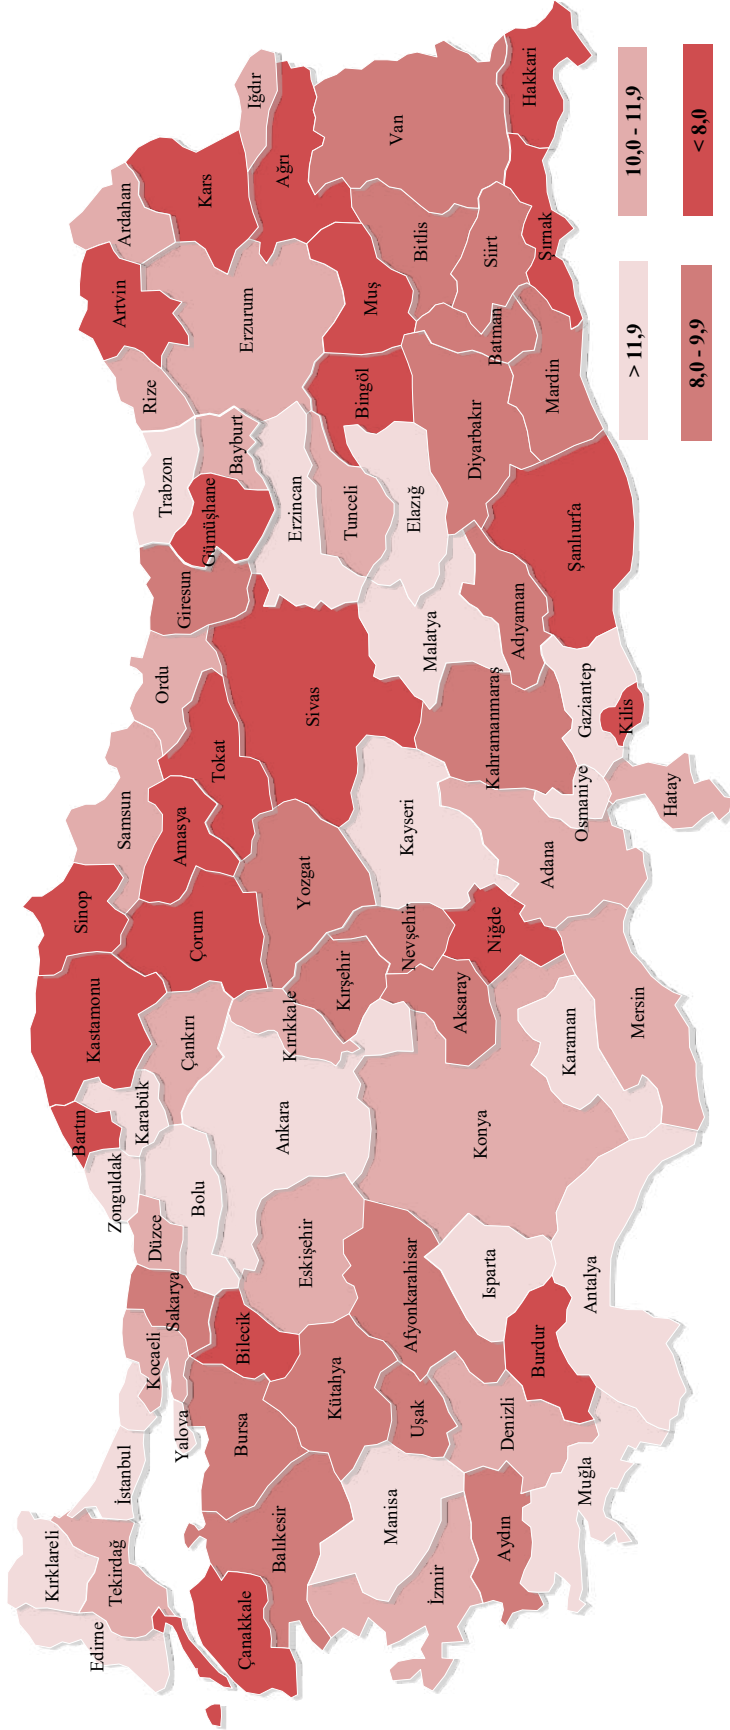 Kırklareli
Edirne
Tekirdağ
İstanbul
Yalova
Kocaeli
Sakarya
Düzce
Zonguldak
Bartın
Karabük
Kastamonu
Sinop
Bolu
Çankırı
Çorum
Samsun
Amasya
Tokat
Ordu
Giresun
Gümüşhane
Trabzon
Bayburt
Rize
Artvin
Ardahan
Kars
Iğdır
Çanakkale
Balıkesir
Bursa
Bilecik
Kütahya
Eskişehir
Ankara
Kırıkkale
Kırşehir
Yozgat
Sivas
Erzincan
Tunceli
Erzurum
Ağrı
Manisa
İzmir
Uşak
Afyonkarahisar
Konya
Aksaray
Nevşehir
Niğde
Kayseri
Malatya
Elazığ
Bingöl
Muş
Bitlis
Van
Aydın
Denizli
Isparta
Burdur
Muğla
Antalya
Karaman
Mersin
Adana
Osmaniye
Hatay
Kahramanmaraş
Gaziantep
Kilis
Adıyaman
Şanlıurfa
Diyarbakır
Mardin
Batman
Siirt
Şırnak
Hakkari
> 11,9
10,0 - 11,9
8,0 - 9,9
< 8,0